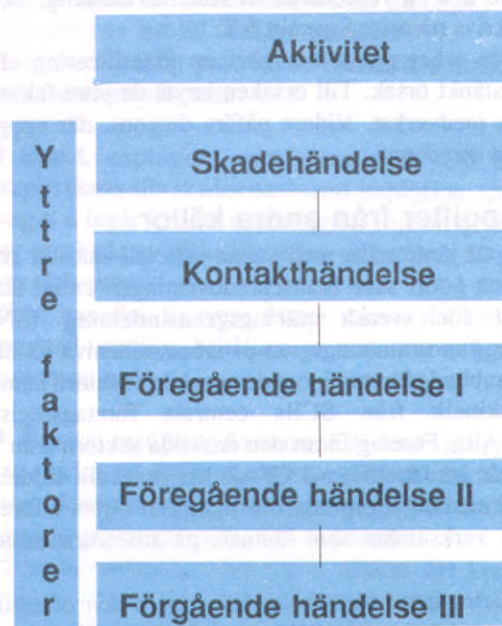 Aktivitet
Yttre faktorer
Skadehändelse
Kontakthändelse
Föregående händelse I
Föregående händelse II
Förgående händelse III